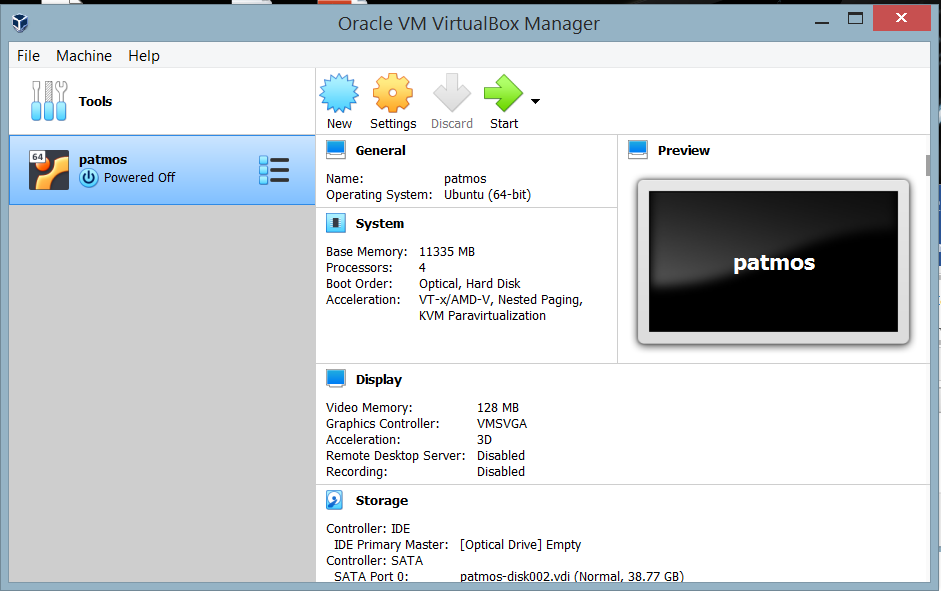 Oracle VM VirtualBox Manager
File Machine Help
Tools
New Settings Discard Start
64
patmos
Powered Off
General
Name: patmos
Operating System: Ubuntu (64-bit)
Preview
patmos
System
Base Memory: 11335 MB
Processors: 4
Boot Order: Optical, Hard Disk
Acceleration: VT-x/AMD-V, Nested Paging,
KVM Paravirtualization
Display
Video Memory: 128 MB
Graphics Controller: VMSVGA
Acceleration: 3D
Remote Desktop Server: Disabled
Recording: Disabled
Storage
Controller: IDE
IDE Primary Master: [Optical Drive] Empty
Controller: SATA
SATA Port 0: patmos-disk002.vdi (Normal, 38.77 GB)